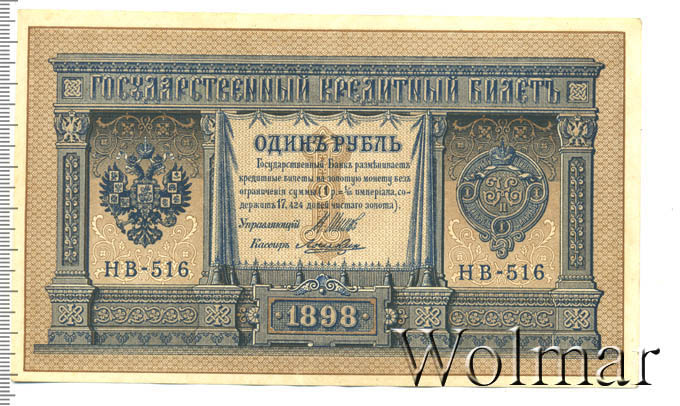 ГОСУДАРСТВЕННЫЙ КРЕДИТНЫЙ БИЛЕТЪ
ОДИНЪ РУБЛЬ
Государственный Банкъ размѣниваетъ
кредитные билеты на золотую монету безъ
ограниченія суммы (1 р. = 1/15 имперіала, со-
держитъ 17,424 долей чистаго золота).
Управляющій
Кассиръ
НВ-516
НВ-516
1898
Wolmar